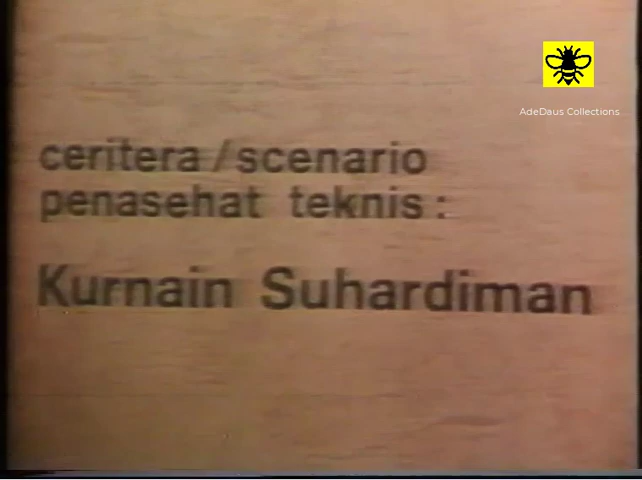 AdeDaus Collections
ceritera/scenario
penasehat teknis:
Kurnain Suhardiman